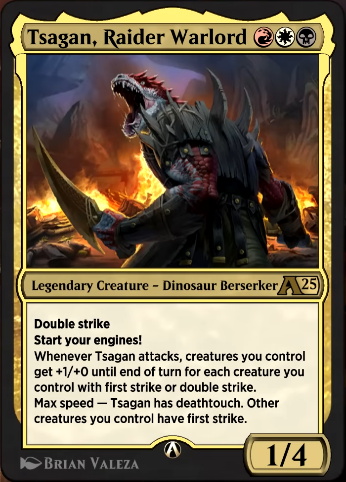 Tsagan, Raider Warlord
Legendary Creature – Dinosaur Berserker
A25
Double strike
Start your engines!
Whenever Tsagan attacks, creatures you control
get +1/+0 until end of turn for each creature you
control with first strike or double strike.
Max speed — Tsagan has deathtouch. Other
creatures you control have first strike.
Brian Valeza
1/4